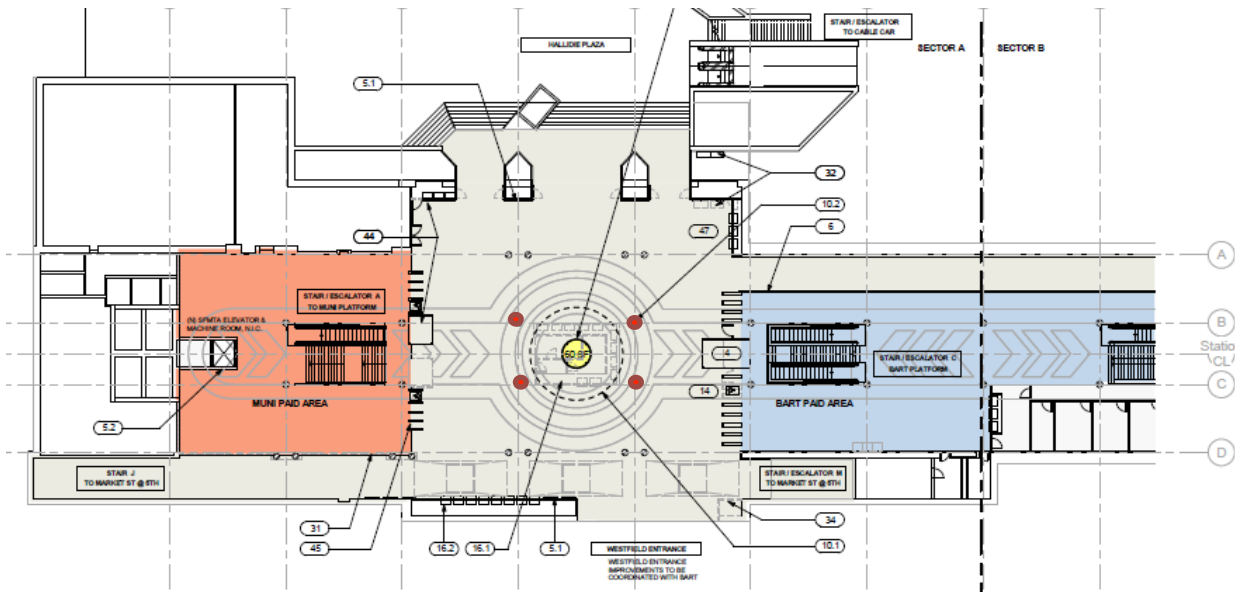 STAIR / ESCALATOR
TO CABLE CAR
HALLIDIE PLAZA
SECTOR A
SECTOR B
5.1
32
10.2
44
47
6
A
STAIR / ESCALATOR A
TO MUNI PLATFORM
(N) SFMTA ELEVATOR &
MACHINE ROOM, N.I.C.
B
Statio
CL
60 SF
14
STAIR / ESCALATOR C
BART PLATFORM
C
14
MUNI PAID AREA
BART PAID AREA
5.2
D
STAIR J
TO MARKET ST @ 5TH
STAIR / ESCALATOR M
TO MARKET ST @ 5TH
31
34
45
16.2
16.1
5.1
10.1
WESTFIELD ENTRANCE
WESTFIELD ENTRANCE
IMPROVEMENTS TO BE
COORDINATED WITH BART